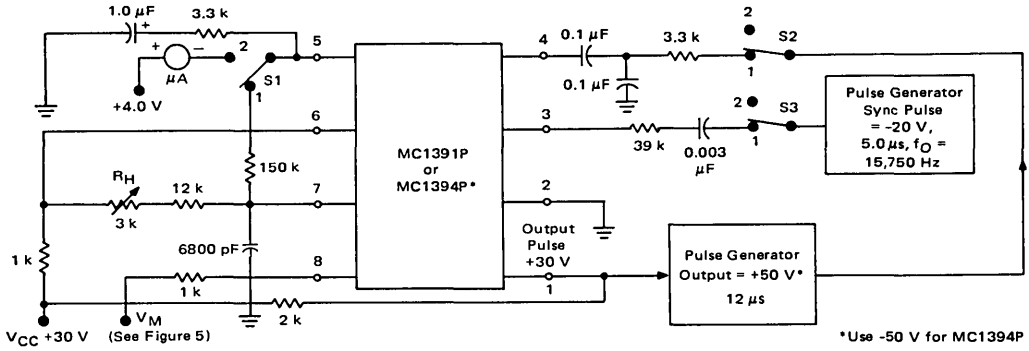 1.0 µF
+
3.3 k
+
−
µA
+4.0 V
2
S1
1
5
6
150 k
RH
3 k
12 k
7
6800 pF
1 k
8
1 k
2 k
VCC +30 V
VM
(See Figure 5)
MC1391P
or
MC1394P*
4
0.1 µF
0.1 µF
3.3 k
2
1
S2
3
39 k
0.003
µF
2
1
S3
Pulse Generator
Sync Pulse
= -20 V,
5.0 µs, fO =
15,750 Hz
2
Output
Pulse
+30 V
1
Pulse Generator
Output = +50 V*
12 µs
*Use -50 V for MC1394P